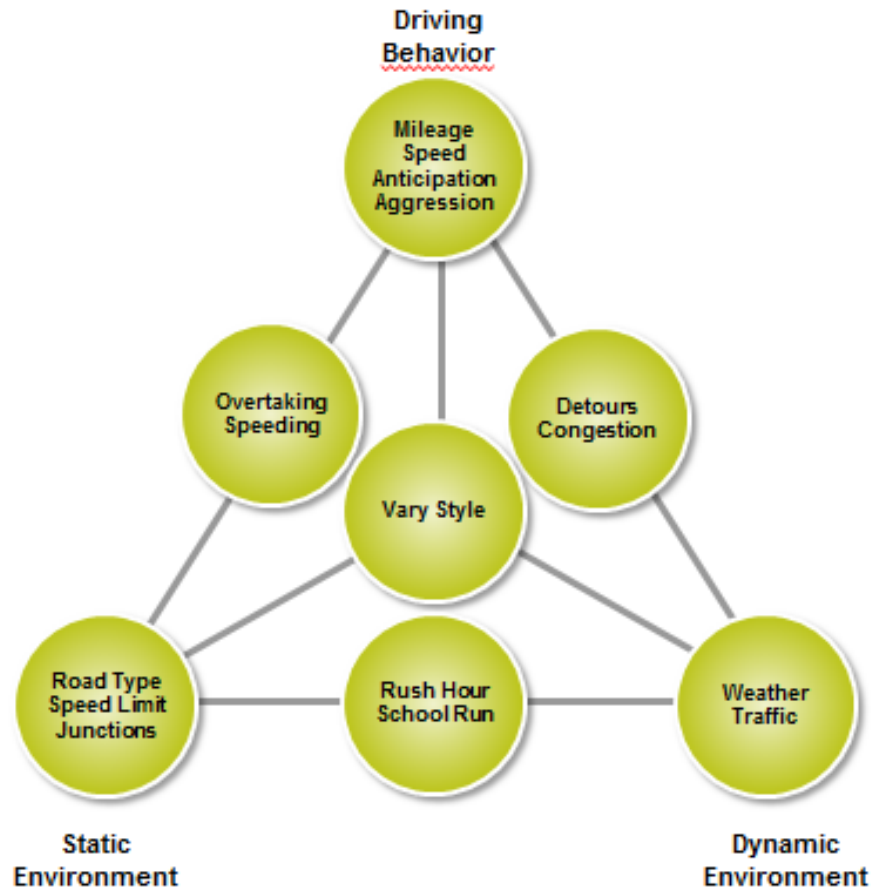 Driving
Behavior
Mileage
Speed
Anticipation
Aggression
Overtaking
Speeding
Detours
Congestion
Vary Style
Road Type
Speed Limit
Junctions
Rush Hour
School Run
Weather
Traffic
Static
Environment
Dynamic
Environment